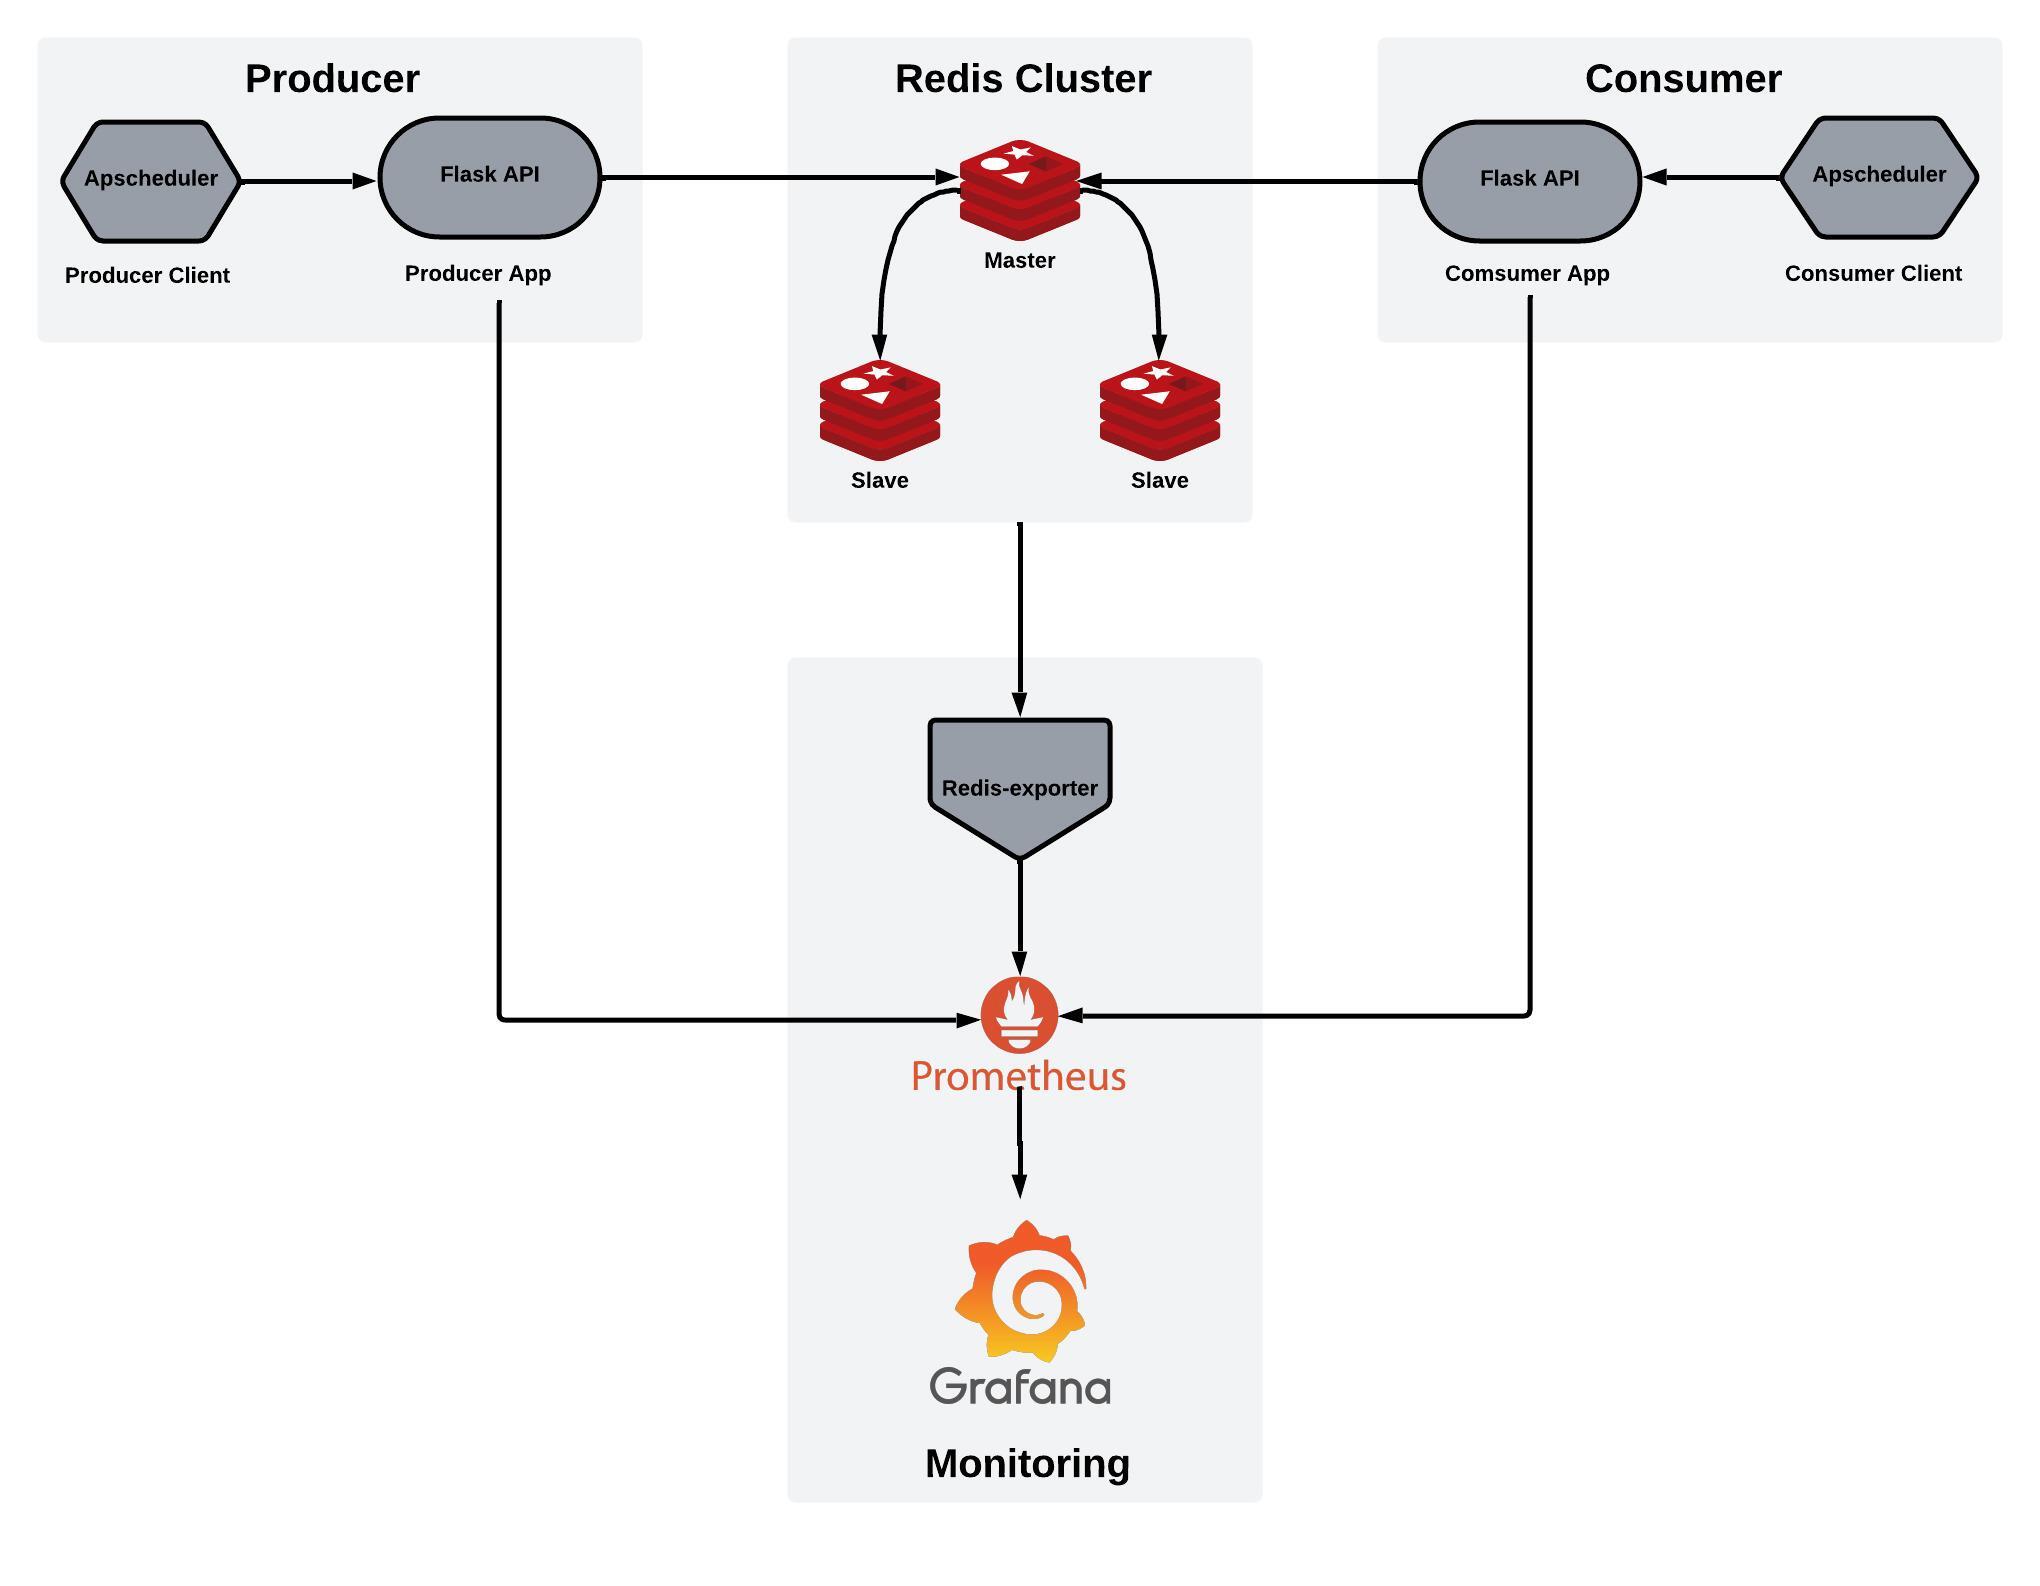 Producer
Apscheduler
Flask API
Producer Client
Producer App
Redis Cluster
Master
Slave
Slave
Consumer
Flask API
Apscheduler
Comsumer App
Consumer Client
Redis-exporter
Prometheus
Grafana
Monitoring